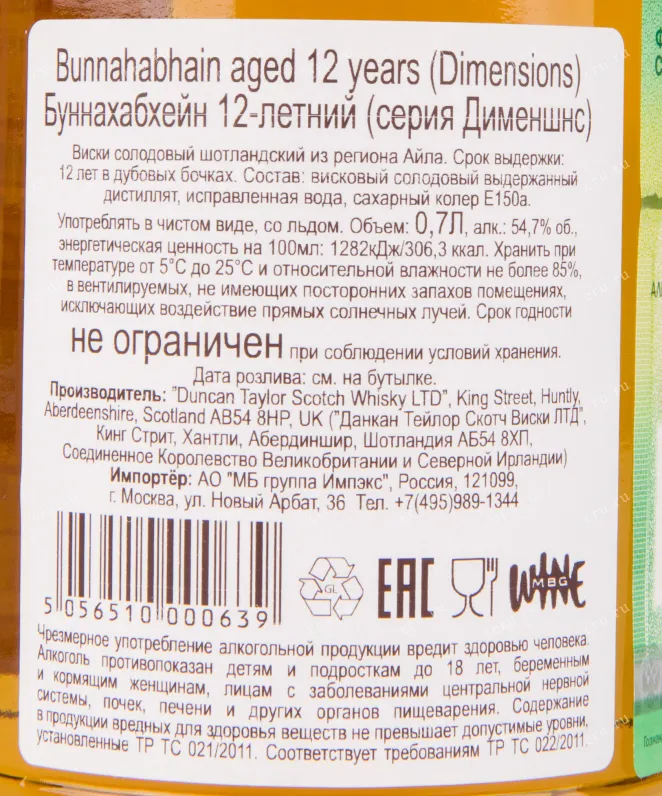 Bunnahabhain aged 12 years (Dimensions)
Буннахабхейн 12-летний (серия Дименшнс)
Виски солодовый шотландский из региона Айла. Срок выдержки:
12 лет в дубовых бочках. Состав: висковый солодовый выдержанный
дистиллят, исправленная вода, сахарный колер Е150а.
Употреблять в чистом виде, со льдом. Объем: 0,7Л, алк.: 54,7% об.,
энергетическая ценность на 100мл: 1282кДж/306,3 ккал. Хранить при
температуре от 5°С до 25°С и относительной влажности не более 85%,
в вентилируемых, не имеющих посторонних запахов помещениях,
исключающих воздействие прямых солнечных лучей. Срок годности
не ограничен при соблюдении условий хранения.
Дата розлива: см. на бутылке.
Производитель: "Duncan Taylor Scotch Whisky LTD", King Street, Huntly,
Aberdeenshire, Scotland AB54 8HP, UK ("Данкан Тейлор Скотч Виски ЛТД",
Кинг Стрит, Хантли, Абердиншир, Шотландия АБ54 8ХП,
Соединенное Королевство Великобритании и Северной Ирландии)
Импортёр: АО "МБ группа Импэкс", Россия, 121099,
г. Москва, ул. Новый Арбат, 36 Тел. +7(495)989-1344
GL
EAC
WINE
MBG
5 056510 000639
Чрезмерное употребление алкогольной продукции вредит здоровью человека.
Алкоголь противопоказан детям и подросткам до 18 лет, беременным
и кормящим женщинам, лицам с заболеваниями центральной нервной
системы, почек, печени и других органов пищеварения. Содержание
в продукции вредных для здоровья веществ не превышает допустимые уровни,
установленные ТР ТС 021/2011. Соответствует требованиям ТР ТС 022/2011.